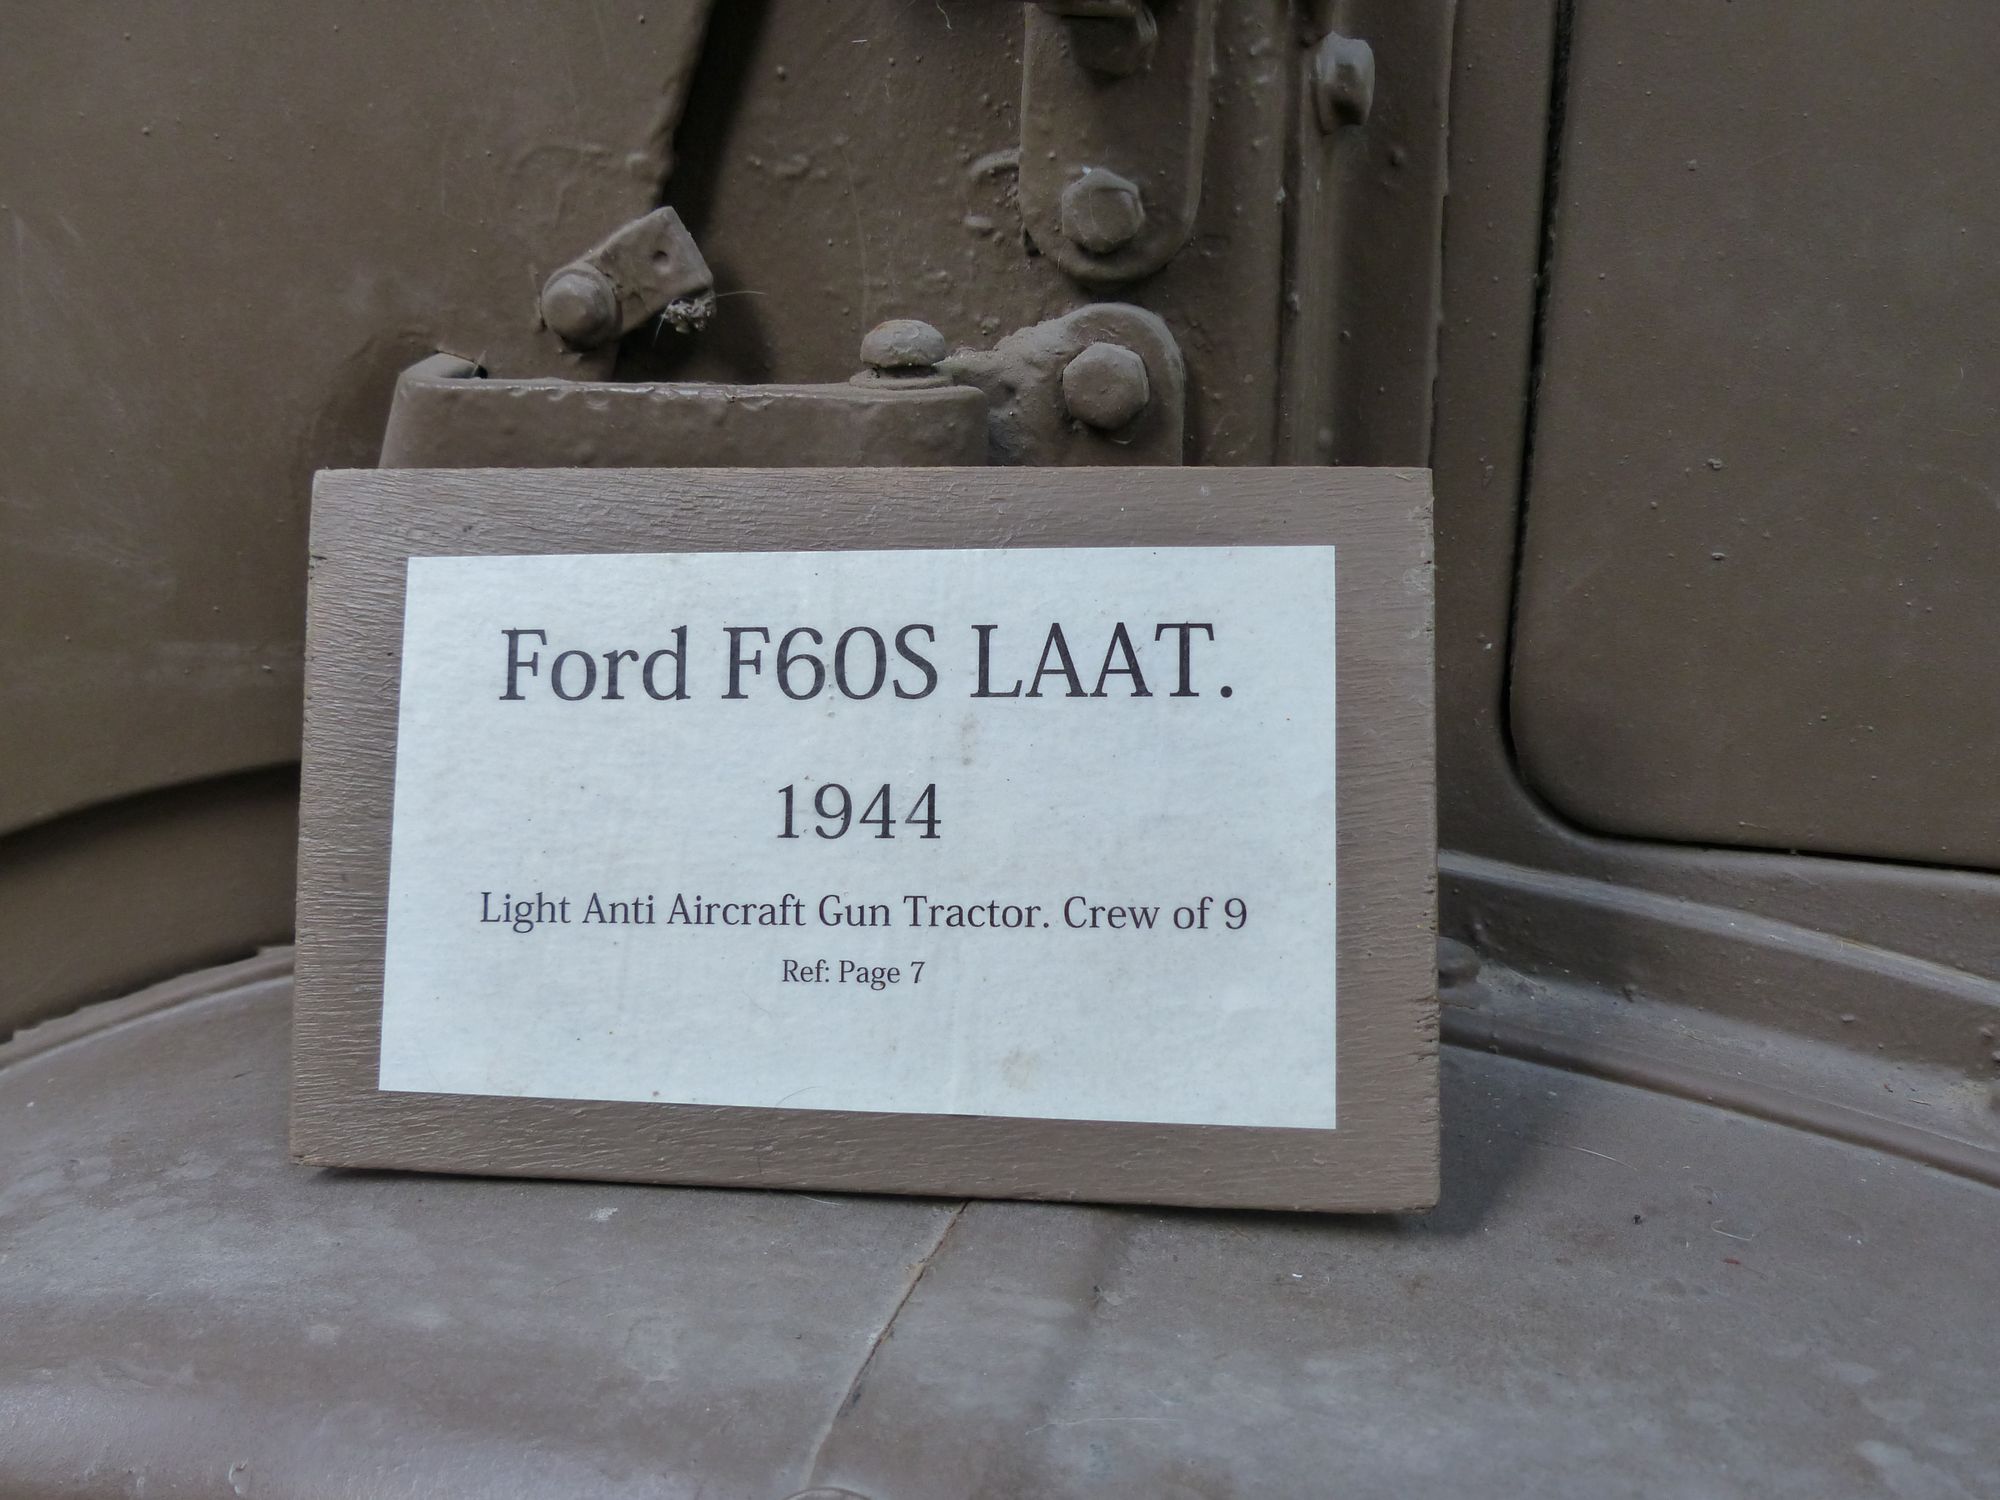 Ford F60S LAAT.
1944
Light Anti Aircraft Gun Tractor. Crew of 9
Ref: Page 7